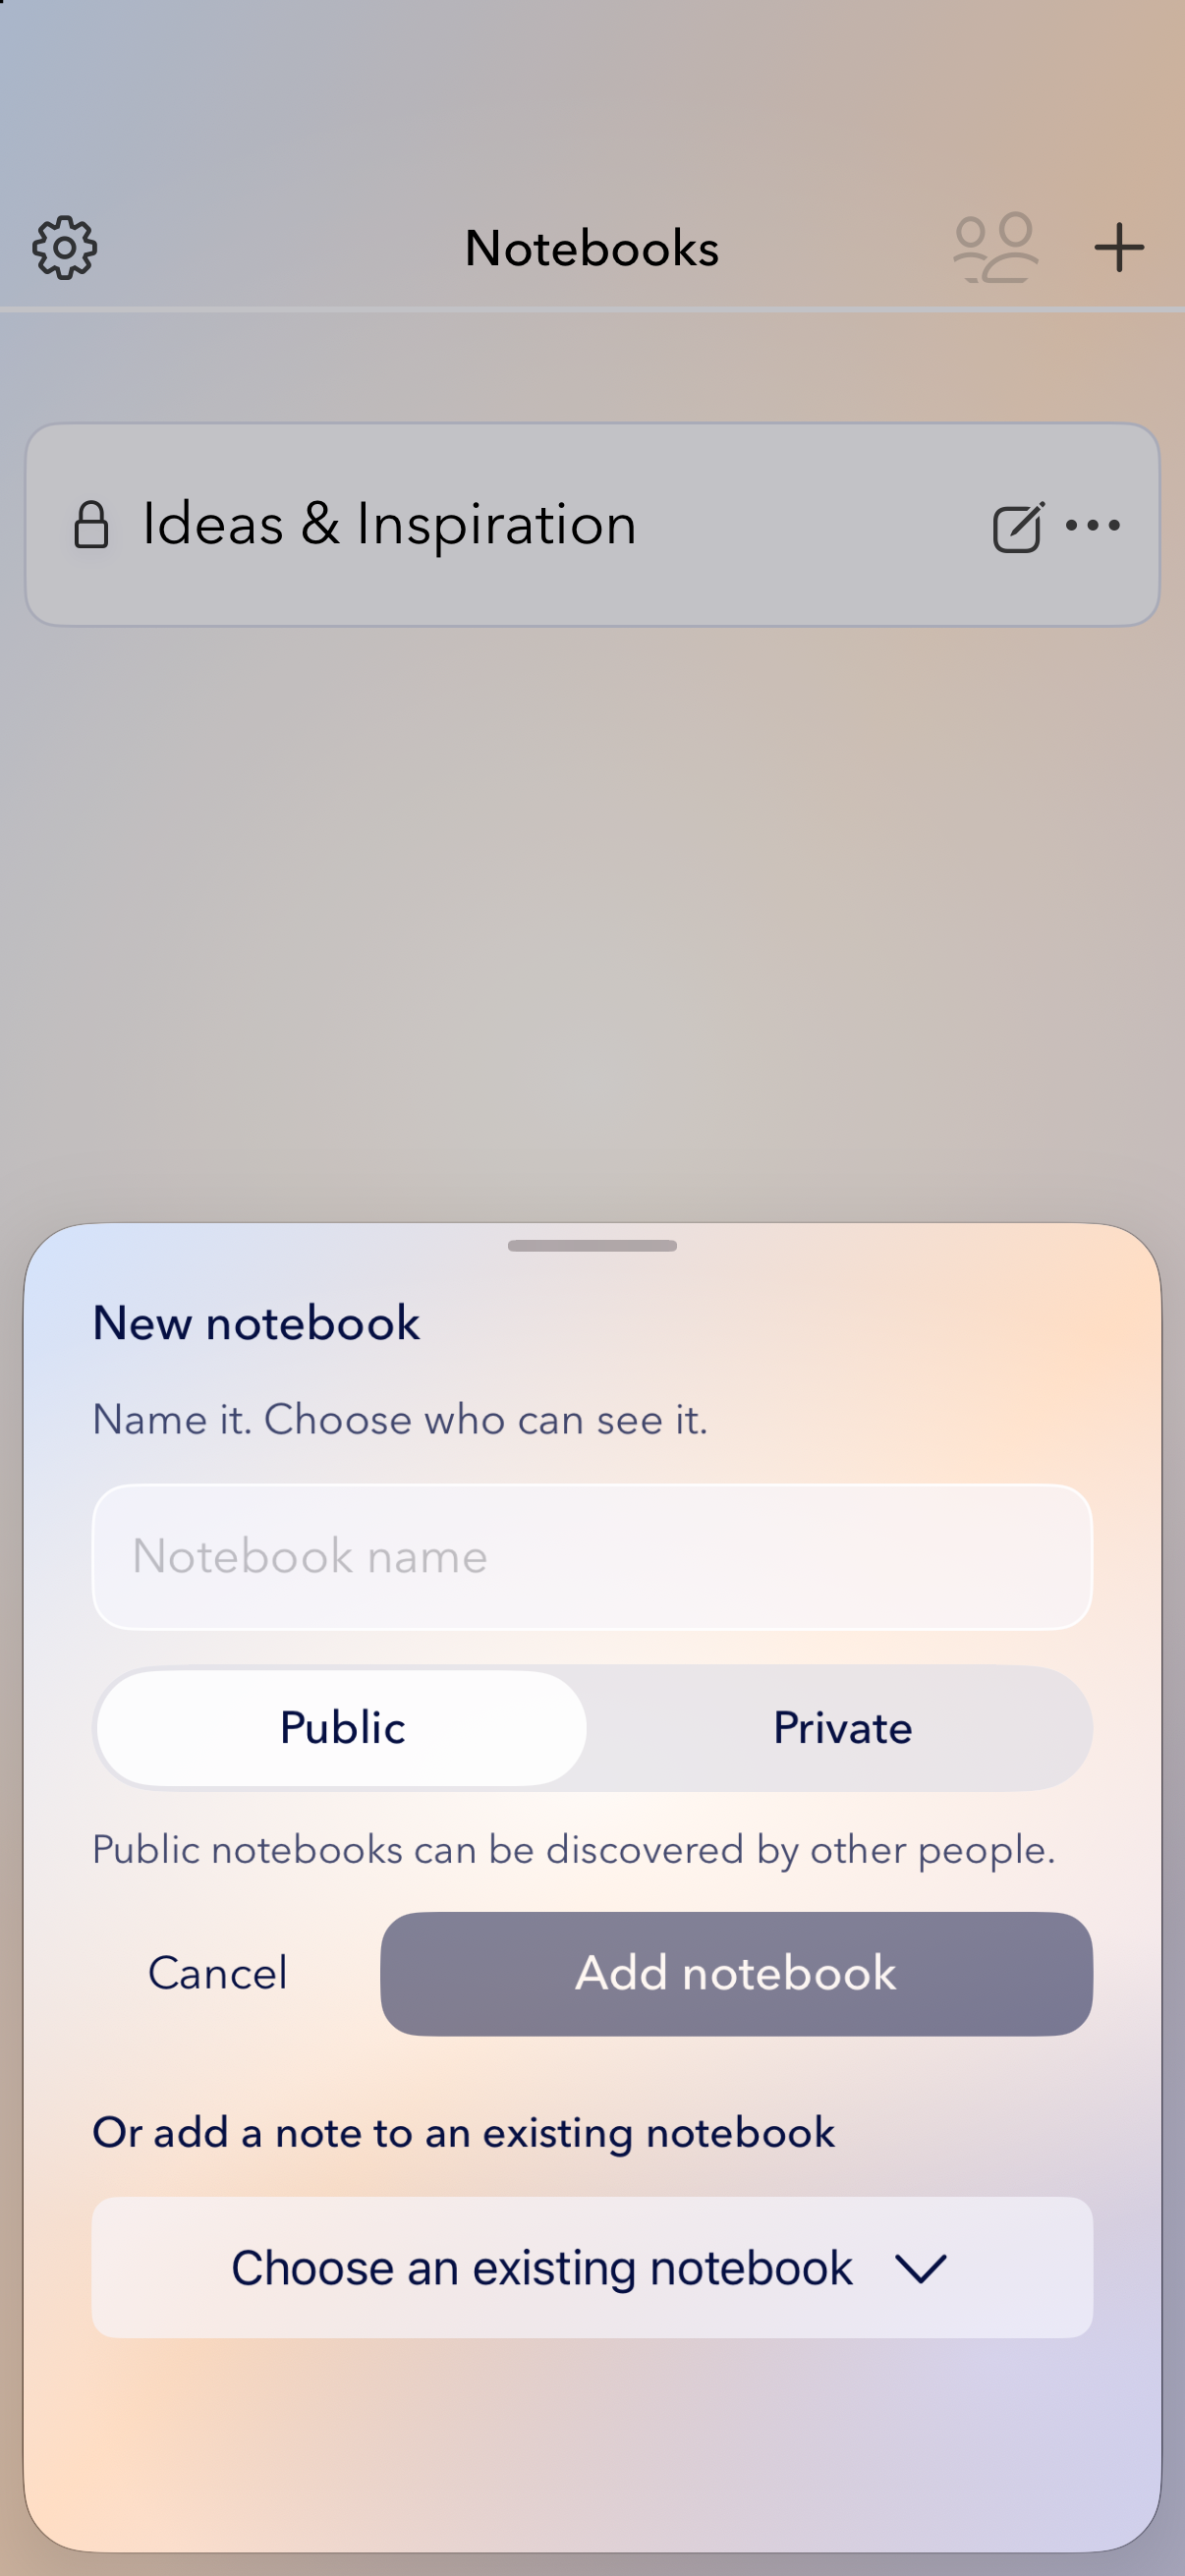 Notebooks
Ideas & Inspiration
New notebook
Name it. Choose who can see it.
Notebook name
Public
Private
Public notebooks can be discovered by other people.
Cancel
Add notebook
Or add a note to an existing notebook
Choose an existing notebook